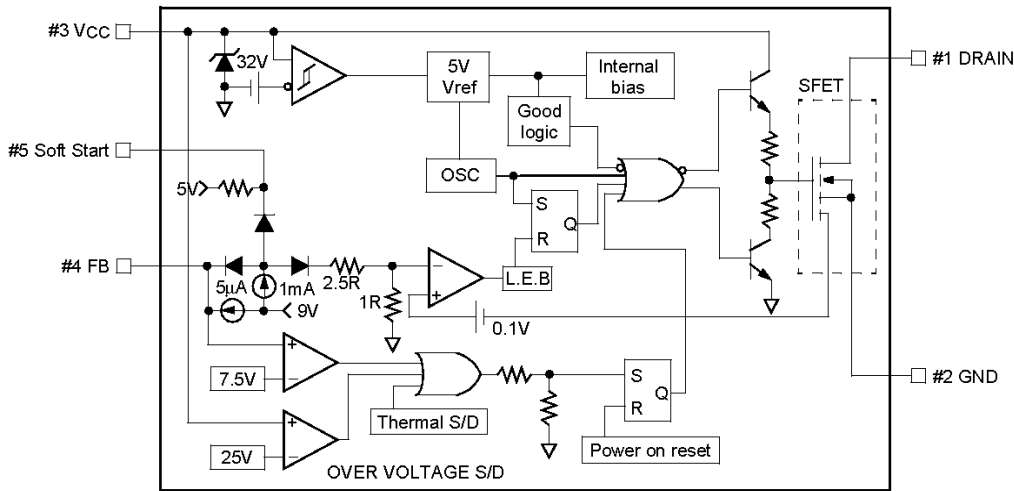 #3 VCC
32V
5V
Vref
Internal
bias
#1 DRAIN
SFET
Good
logic
#5 Soft Start
5V
OSC
S
Q
R
#4 FB
5μA
1mA
2.5R
9V
1R
−
+
L.E.B
0.1V
+
7.5V
−
S
Q
R
#2 GND
Thermal S/D
+
25V
−
Power on reset
OVER VOLTAGE S/D